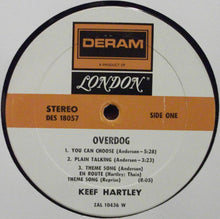 DERAM
A PRODUCT OF
LONDON
STEREO
DES 18057
SIDE ONE
OVERDOG
1. YOU CAN CHOOSE (Anderson—5:28)
2. PLAIN TALKING (Anderson—3:23)
3. THEME SONG (Anderson)
EN ROUTE (Hartley; Thain)
THEME SONG (Reprise) (8:05)
KEEF HARTLEY
ZAL 10436 W